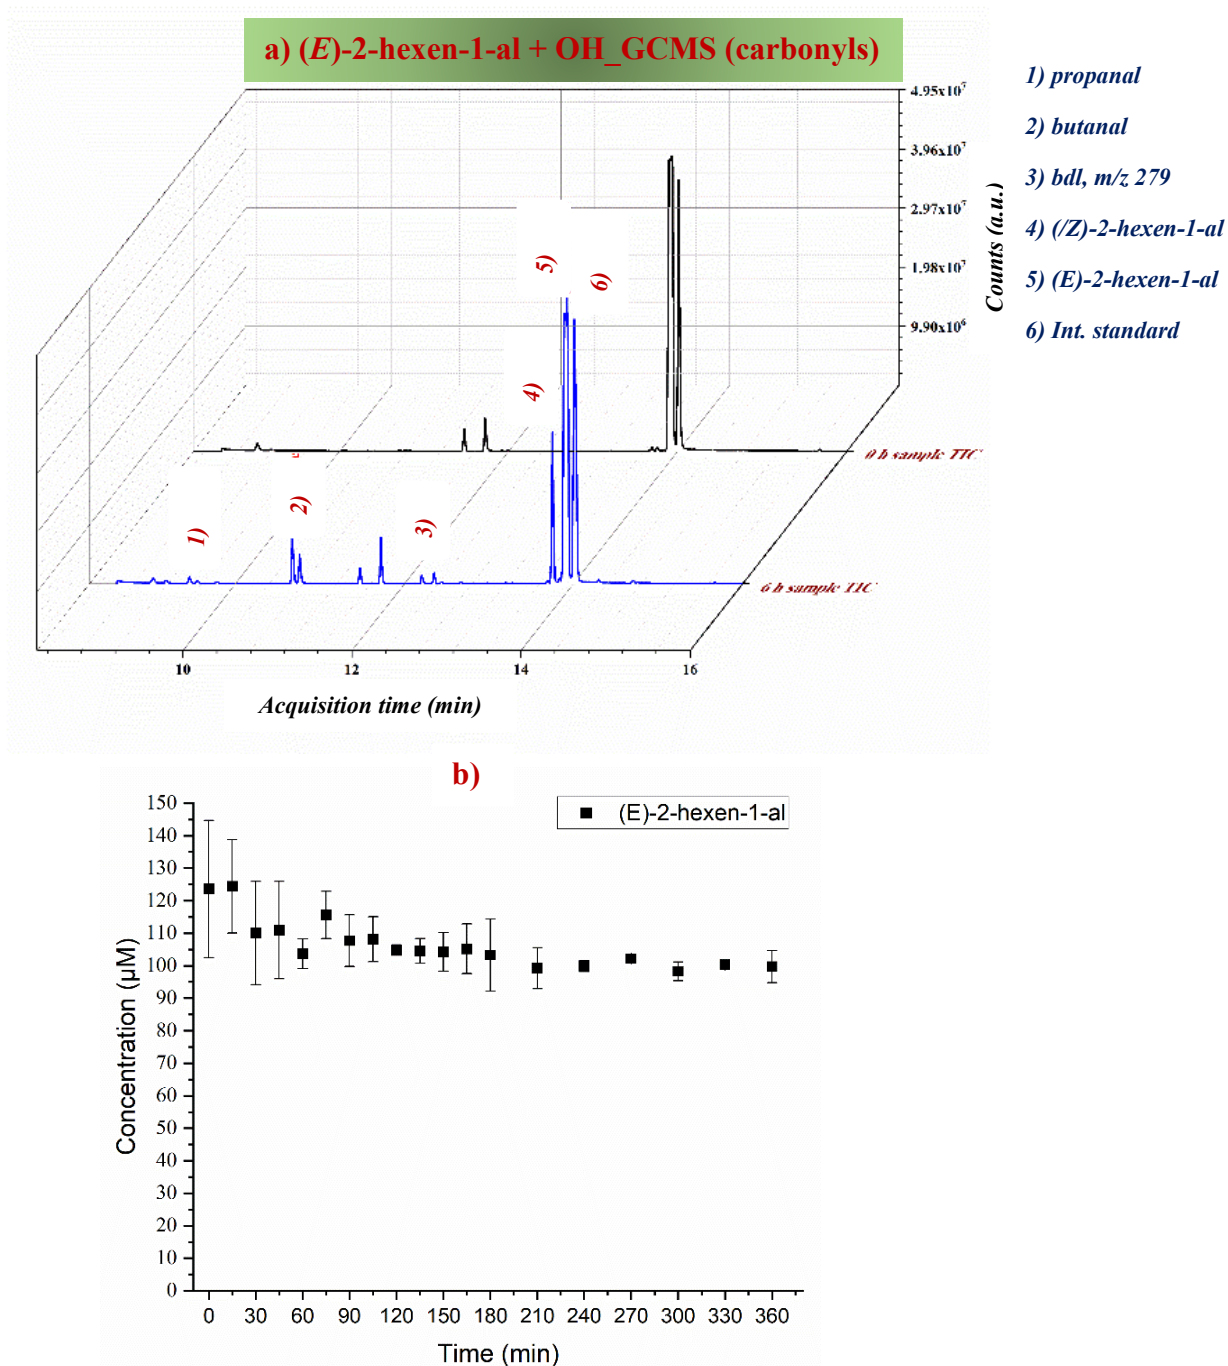 a) (E)-2-hexen-1-al + OH_GCMS (carbonyls)
1) propanal
2) butanal
3) bdl, m/z 279
4) (/Z)-2-hexen-1-al
5) (E)-2-hexen-1-al
6) Int. standard
4.95x10⁷
3.96x10⁷
2.97x10⁷
1.98x10⁷
9.90x10⁶
Counts (a.u.)
5)
6)
4)
0 h sample TIC
2)
1)
3)
6 h sample TIC
10
12
14
16
Acquisition time (min)
b)
(E)-2-hexen-1-al
150
140
130
120
110
100
90
80
70
60
50
40
30
20
10
0
Concentration (µM)
0 30 60 90 120 150 180 210 240 270 300 330 360
Time (min)